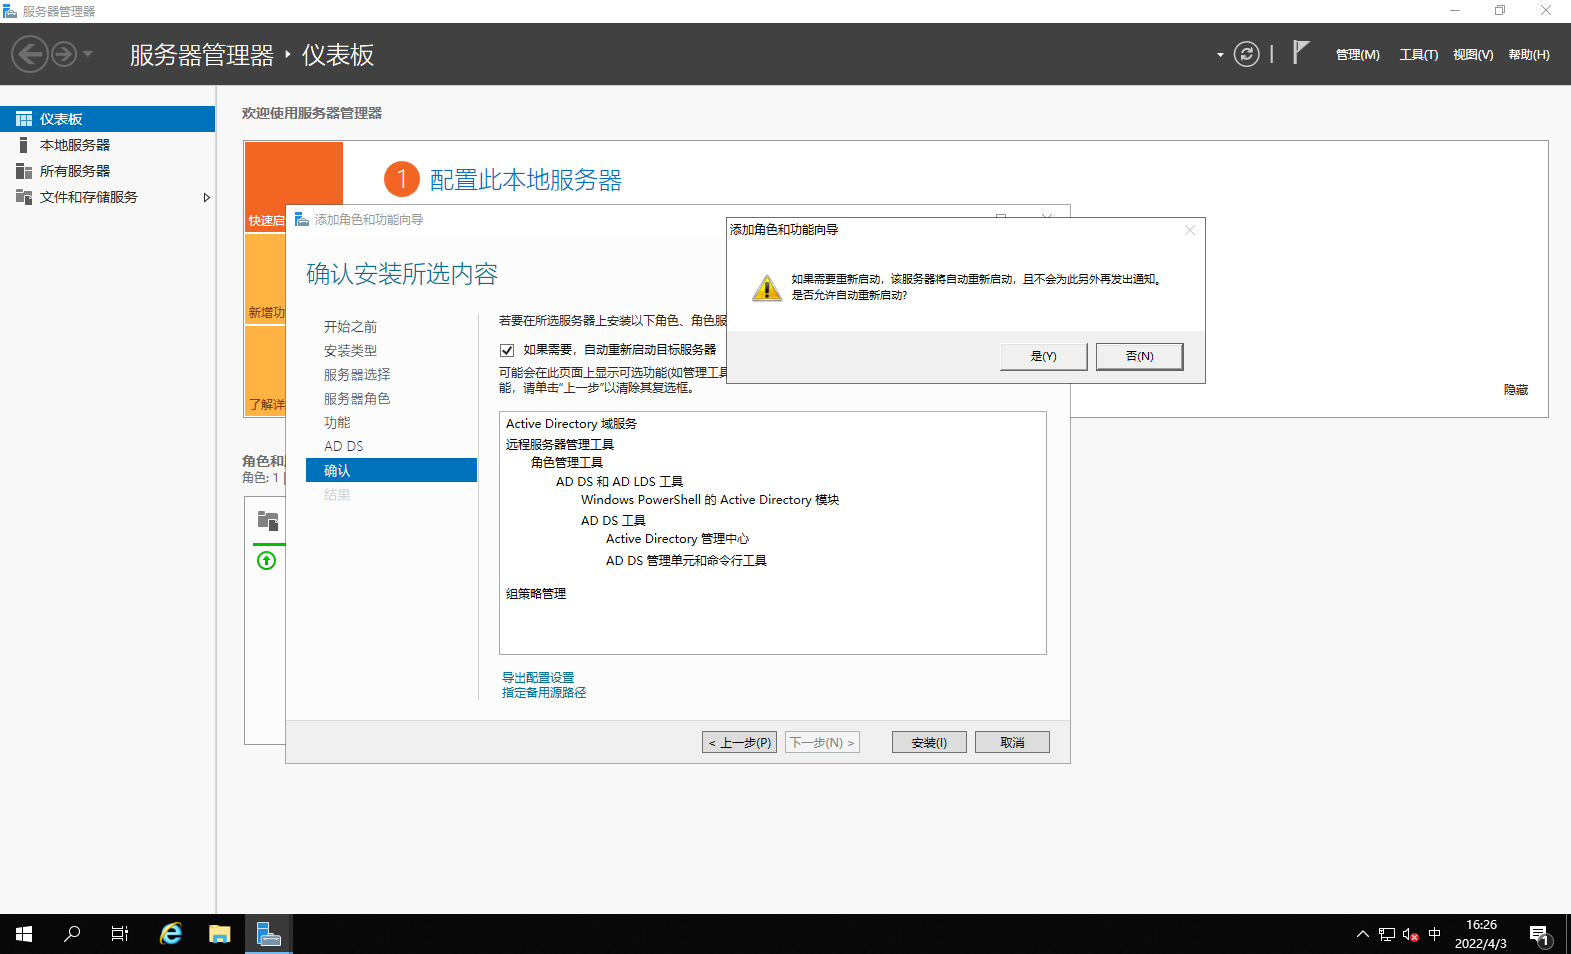 服务器管理器
服务器管理器 · 仪表板
管理(M) 工具(T) 视图(V) 帮助(H)
仪表板
本地服务器
所有服务器
文件和存储服务
欢迎使用服务器管理器
1 配置此本地服务器
快速启
新增功
了解详
隐藏
角色和
角色: 1
添加角色和功能向导
确认安装所选内容
开始之前
安装类型
服务器选择
服务器角色
功能
AD DS
确认
结果
若要在所选服务器上安装以下角色、角色服
如果需要，自动重新启动目标服务器
可能会在此页面上显示可选功能(如管理工具
能，请单击“上一步”以清除其复选框。
Active Directory 域服务
远程服务器管理工具
角色管理工具
AD DS 和 AD LDS 工具
Windows PowerShell 的 Active Directory 模块
AD DS 工具
Active Directory 管理中心
AD DS 管理单元和命令行工具
组策略管理
导出配置设置
指定备用源路径
< 上一步(P) 下一步(N) > 安装(I) 取消
添加角色和功能向导
如果需要重新启动，该服务器将自动重新启动，且不会为此另外再发出通知。
是否允许自动重新启动?
是(Y) 否(N)
中
16:26
2022/4/3
1